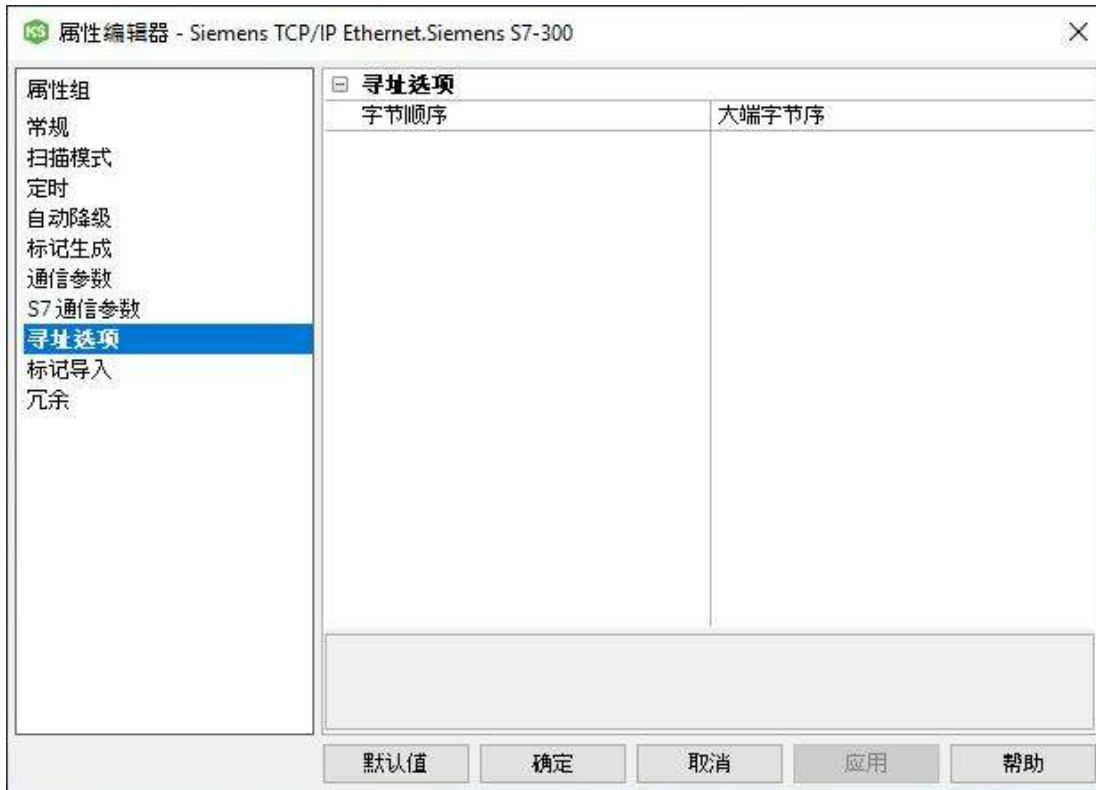 KS 属性编辑器 - Siemens TCP/IP Ethernet.Siemens S7-300
属性组
常规
扫描模式
定时
自动降级
标记生成
通信参数
S7 通信参数
寻址选项
标记导入
冗余
寻址选项
字节顺序 大端字节序
默认值 确定 取消 应用 帮助